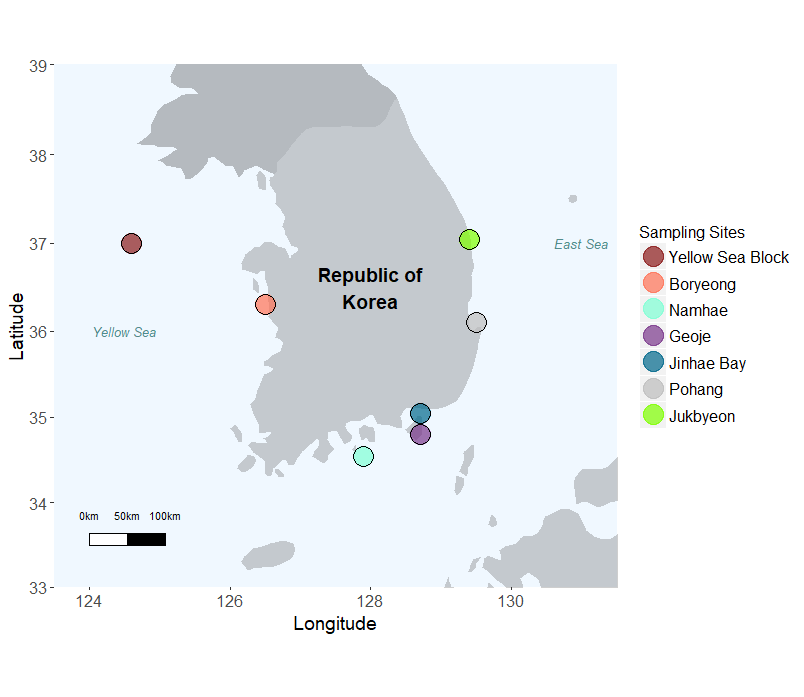 39
38
37
36
35
34
33
Latitude
124
126
128
130
Longitude
Republic of
Korea
East Sea
Yellow Sea
0km 50km 100km
Sampling Sites
Yellow Sea Block
Boryeong
Namhae
Geoje
Jinhae Bay
Pohang
Jukbyeon